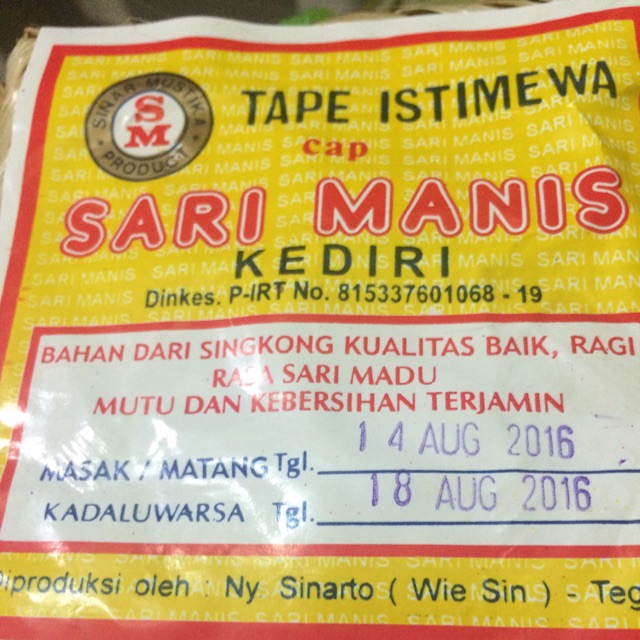 SINAR MUSTIKA
SM
PRODUCT
TAPE ISTIMEWA
cap
SARI MANIS
KEDIRI
Dinkes. P-IRT No. 815337601068 - 19
BAHAN DARI SINGKONG KUALITAS BAIK, RAGI
RASA SARI MADU
MUTU DAN KEBERSIHAN TERJAMIN
MASAK / MATANG Tgl. 14 AUG 2016
KADALUWARSA Tgl. 18 AUG 2016
Diproduksi oleh : Ny Sinarto ( Wie Sin ) - Teg